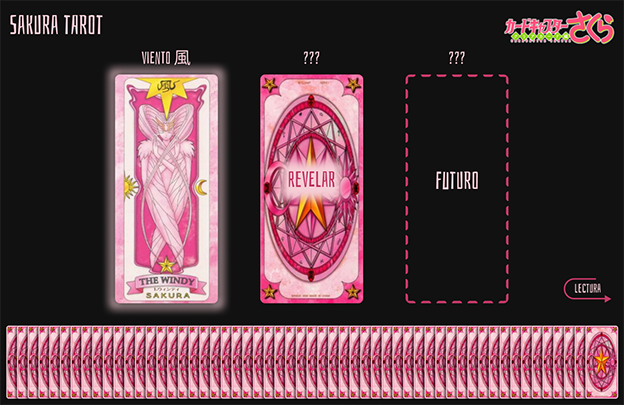 SAKURA TAROT
カードキャプターさくら
VIENTO 風
???
???
THE WINDY
SAKURA
REVELAR
FUTURO
LECTURA